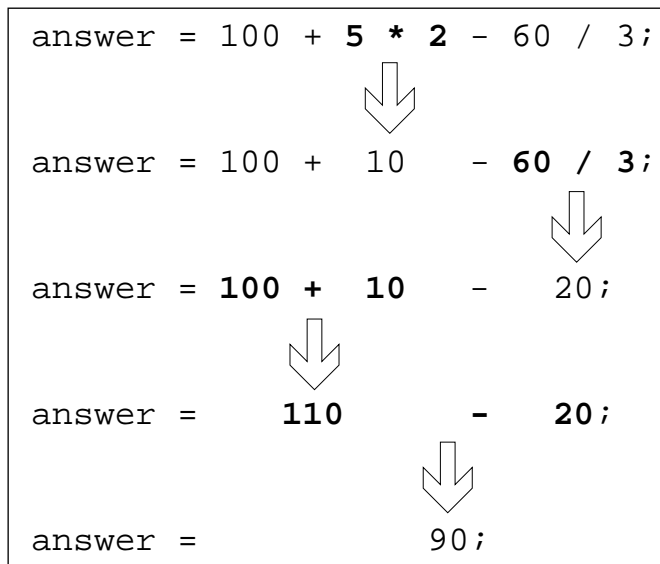 answer = 100 + 5 * 2 - 60 / 3;
answer = 100 + 10 - 60 / 3;
answer = 100 + 10 - 20;
answer = 110 - 20;
answer = 90;